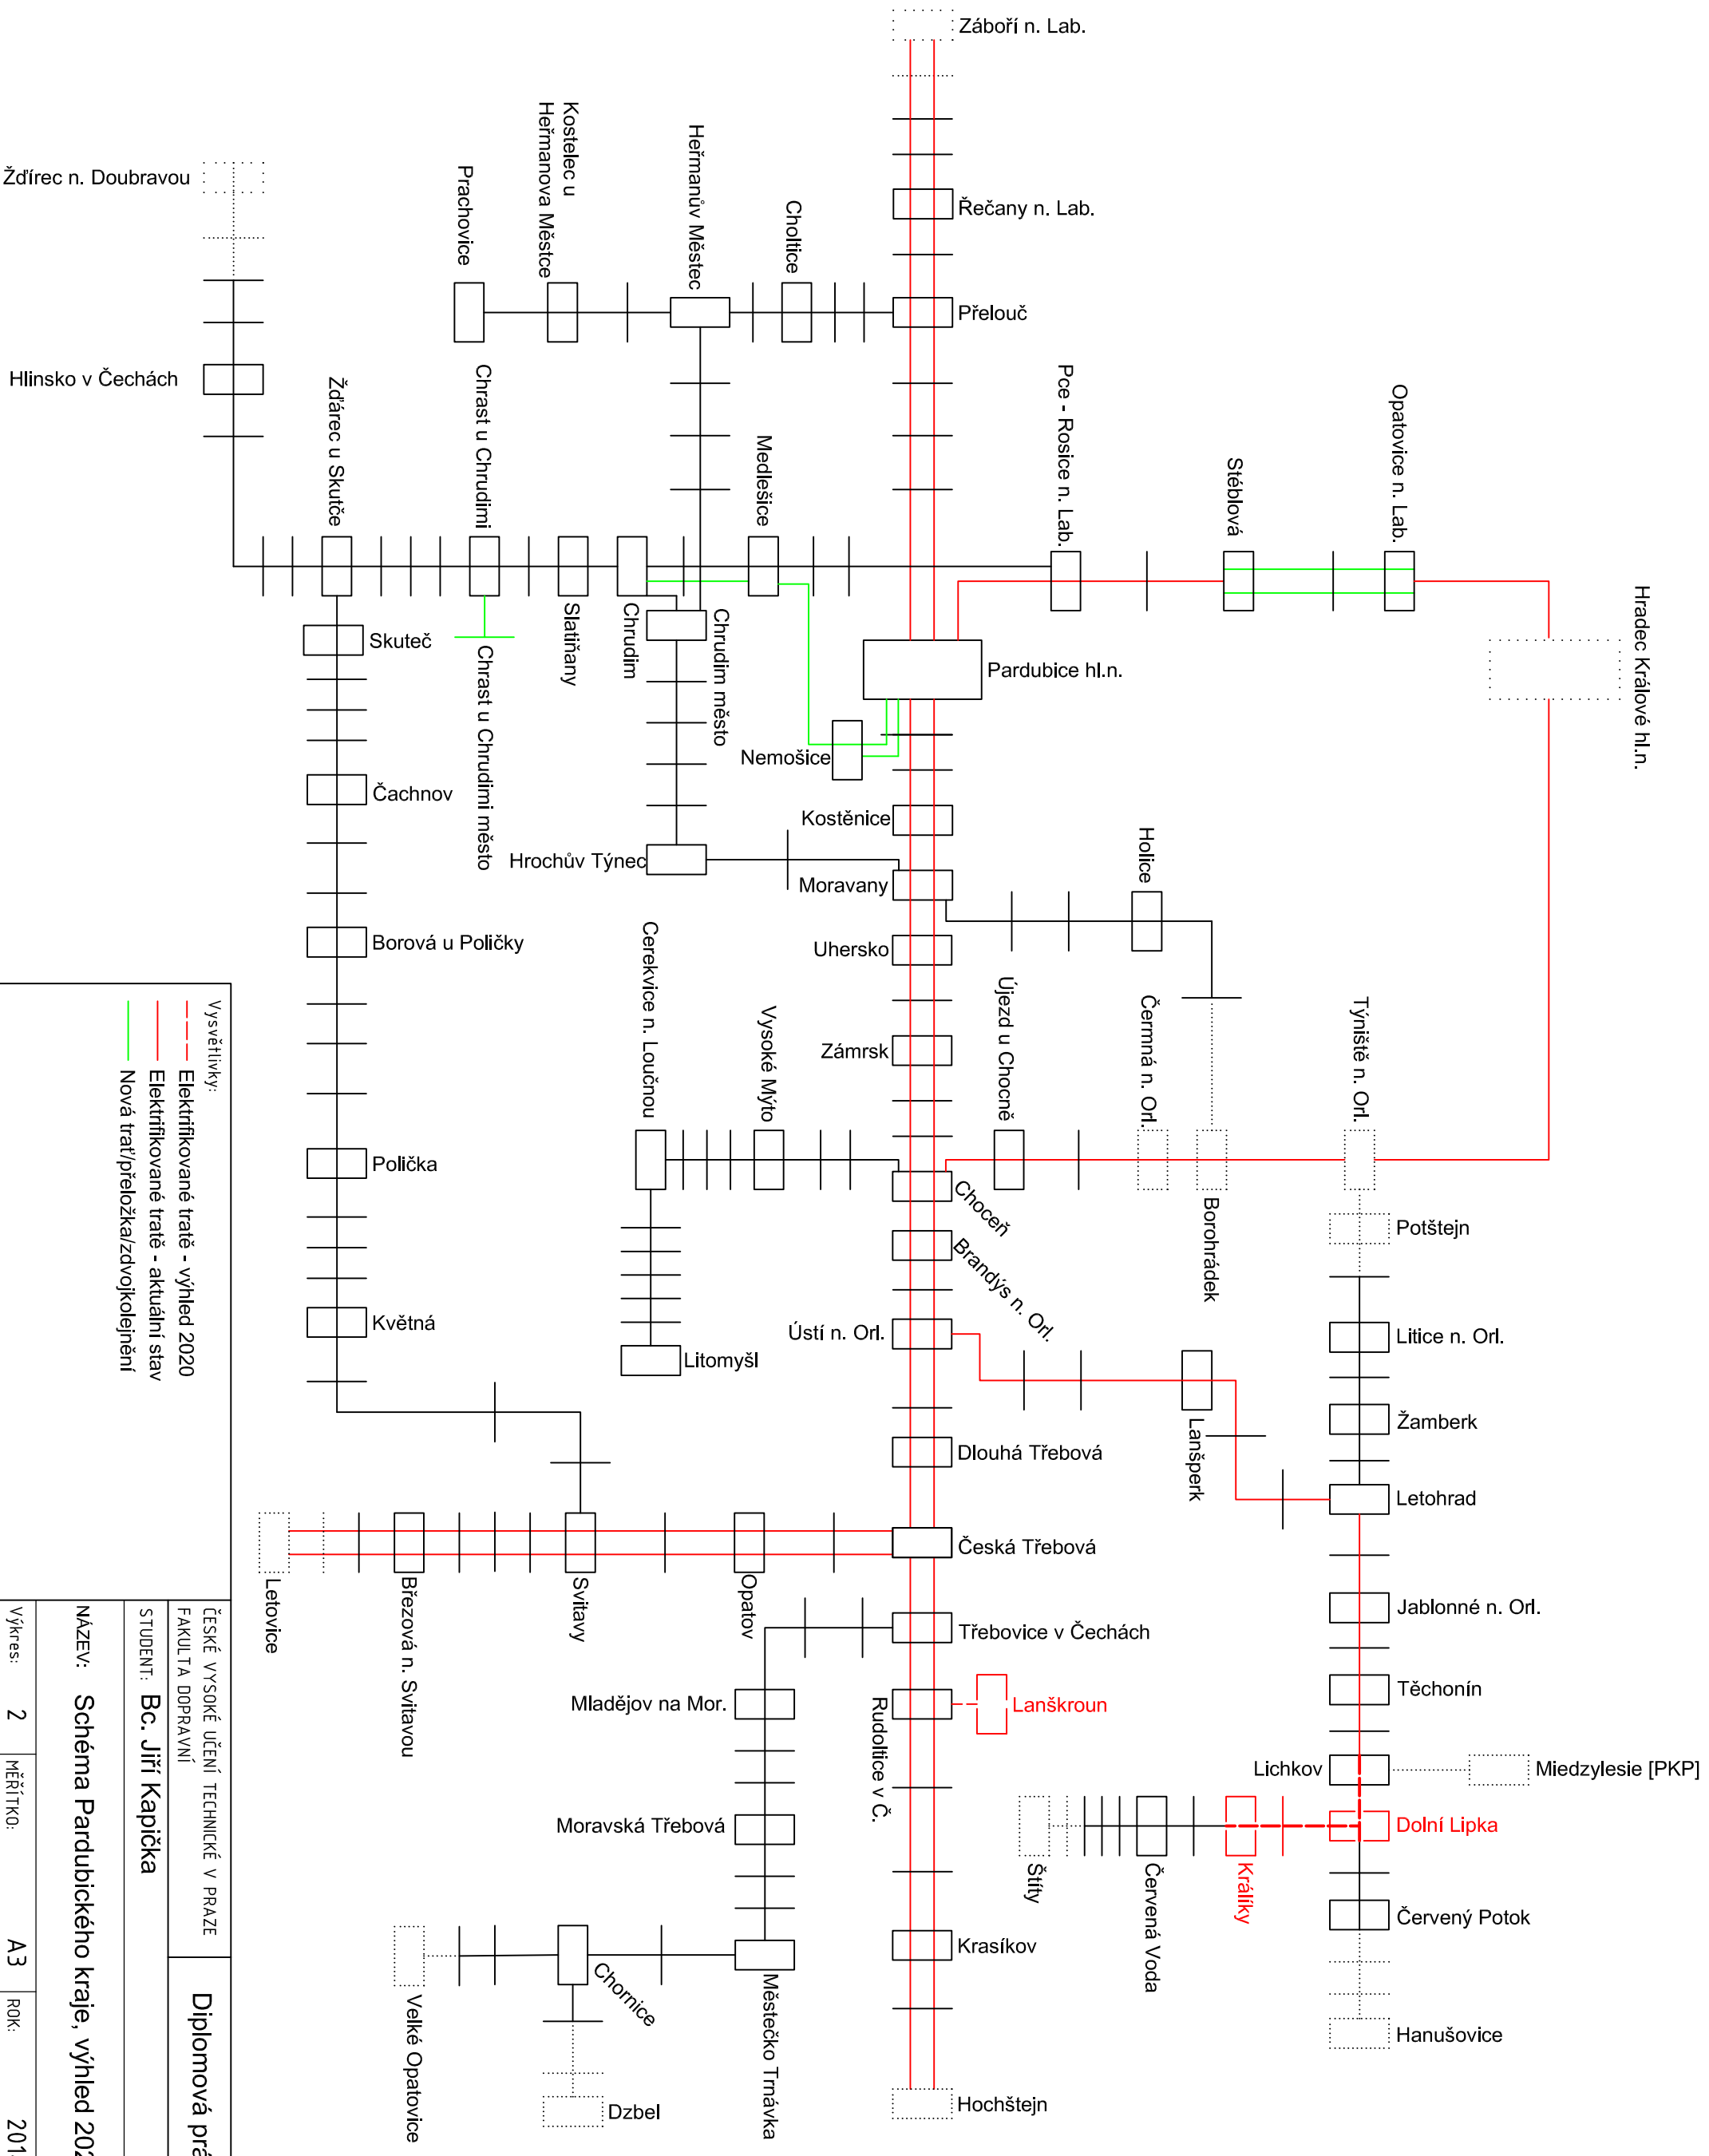 Záboří n. Lab.
Žďírec n. Doubravou
Kostelec u
Heřmanova Městce
Prachovice
Heřmanův Městec
Choltice
Řečany n. Lab.
Přelouč
Hlinsko v Čechách
Žďárec u Skutče
Chrast u Chrudimi
Medlešice
Pce - Rosice n. Lab.
Stéblová
Opatovice n. Lab.
Hradec Králové hl.n.
Slatiňany
Chrudim
Chrudim město
Skuteč
Chrast u Chrudimi město
Pardubice hl.n.
Nemošice
Čachnov
Kostěnice
Hrochův Týnec
Moravany
Holice
Borová u Poličky
Uhersko
Cerekvice n. Loučnou
Vysoké Mýto
Zámrsk
Újezd u Chocně
Čermná n. Orl.
Týniště n. Orl.
Polička
Choceň
Borohrádek
Potštejn
Brandýs n. Orl.
Květná
Ústí n. Orl.
Litomyšl
Litice n. Orl.
Lanšperk
Žamberk
Dlouhá Třebová
Letohrad
Letovice
Březová n. Svitavou
Svitavy
Opatov
Česká Třebová
Jablonné n. Orl.
Třebovice v Čechách
Těchonín
Mladějov na Mor.
Rudoltice v Č.
Lanškroun
Lichkov
Miedzylesie [PKP]
Moravská Třebová
Štíty
Červená Voda
Králíky
Dolní Lipka
Červený Potok
Krasíkov
Chornice
Velké Opatovice
Městečko Trnávka
Hanušovice
Dzbel
Hochštejn
Vysvětlivky:
Elektrifikované tratě - výhled 2020
Elektrifikované tratě - aktuální stav
Nová trať/přeložka/zdvojkolejnění
ČESKÉ VYSOKÉ UČENÍ TECHNICKÉ V PRAZE
FAKULTA DOPRAVNÍ
Diplomová
STUDENT: Bc. Jiří Kapička
NÁZEV: Schéma Pardubického kraje, výhled
Výkres: 2 MĚŘÍTKO: A3 ROK: